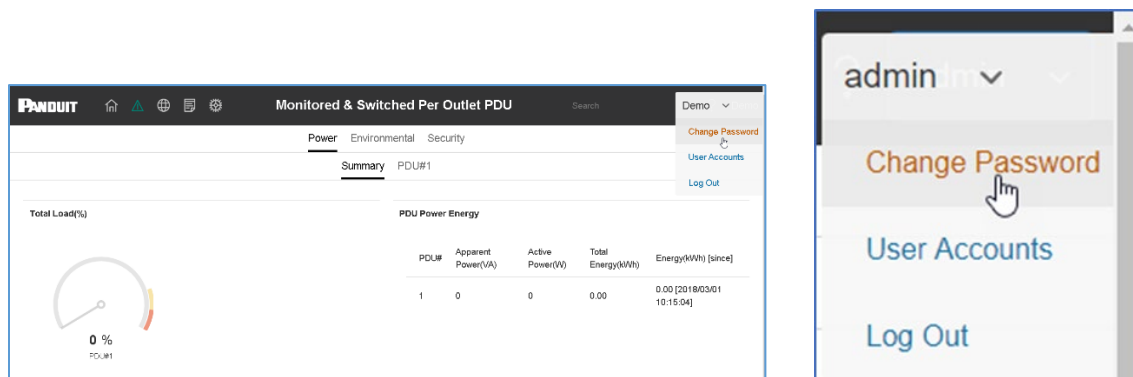 PANDUIT Monitored & Switched Per Outlet PDU Search Demo
Power Environmental Security
Summary PDU#1
Change Password
User Accounts
Log Out
Total Load(%)
0 %
PDU#1
PDU Power Energy
PDU# Apparent Power(VA) Active Power(W) Total Energy(kWh) Energy(kWh) [since]
1 0 0 0.00 0.00 [2018/03/01 10:15:04]
admin
Change Password
User Accounts
Log Out